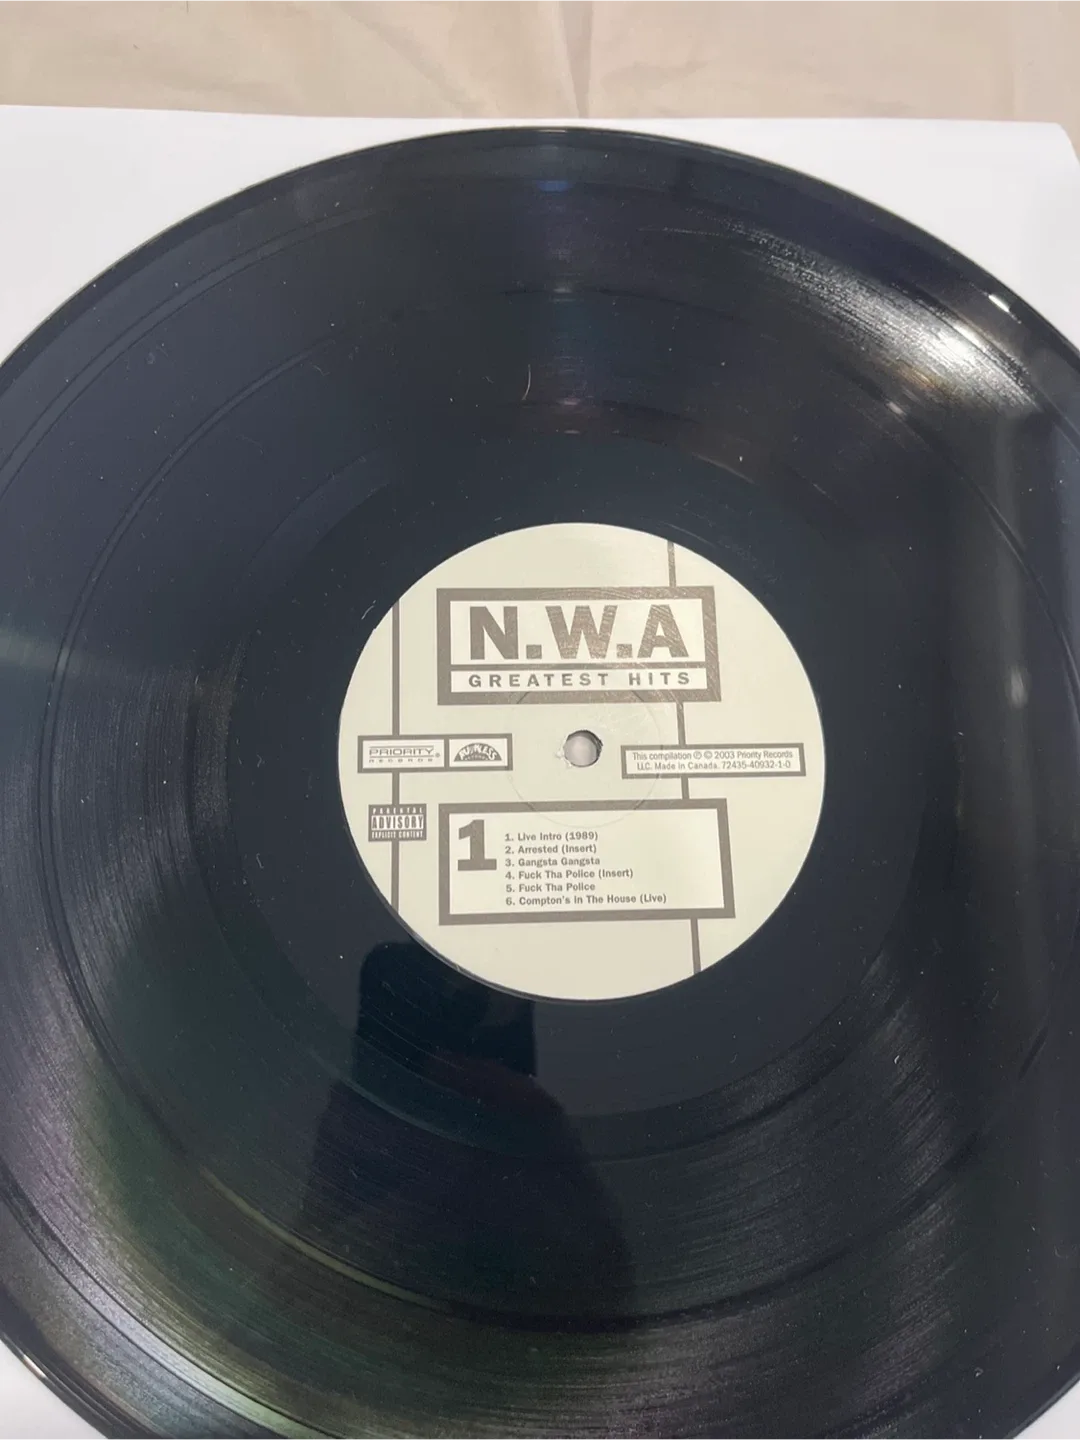 N.W.A
GREATEST HITS
PRIORITY®
RECORDS
RUTHLESS
This compilation ℗ © 2003 Priority Records
LLC. Made in Canada. 72435-40932-1-0
PARENTAL
ADVISORY
EXPLICIT CONTENT
1
1. Live Intro (1989)
2. Arrested (Insert)
3. Gangsta Gangsta
4. Fuck Tha Police (Insert)
5. Fuck Tha Police
6. Compton's In The House (Live)